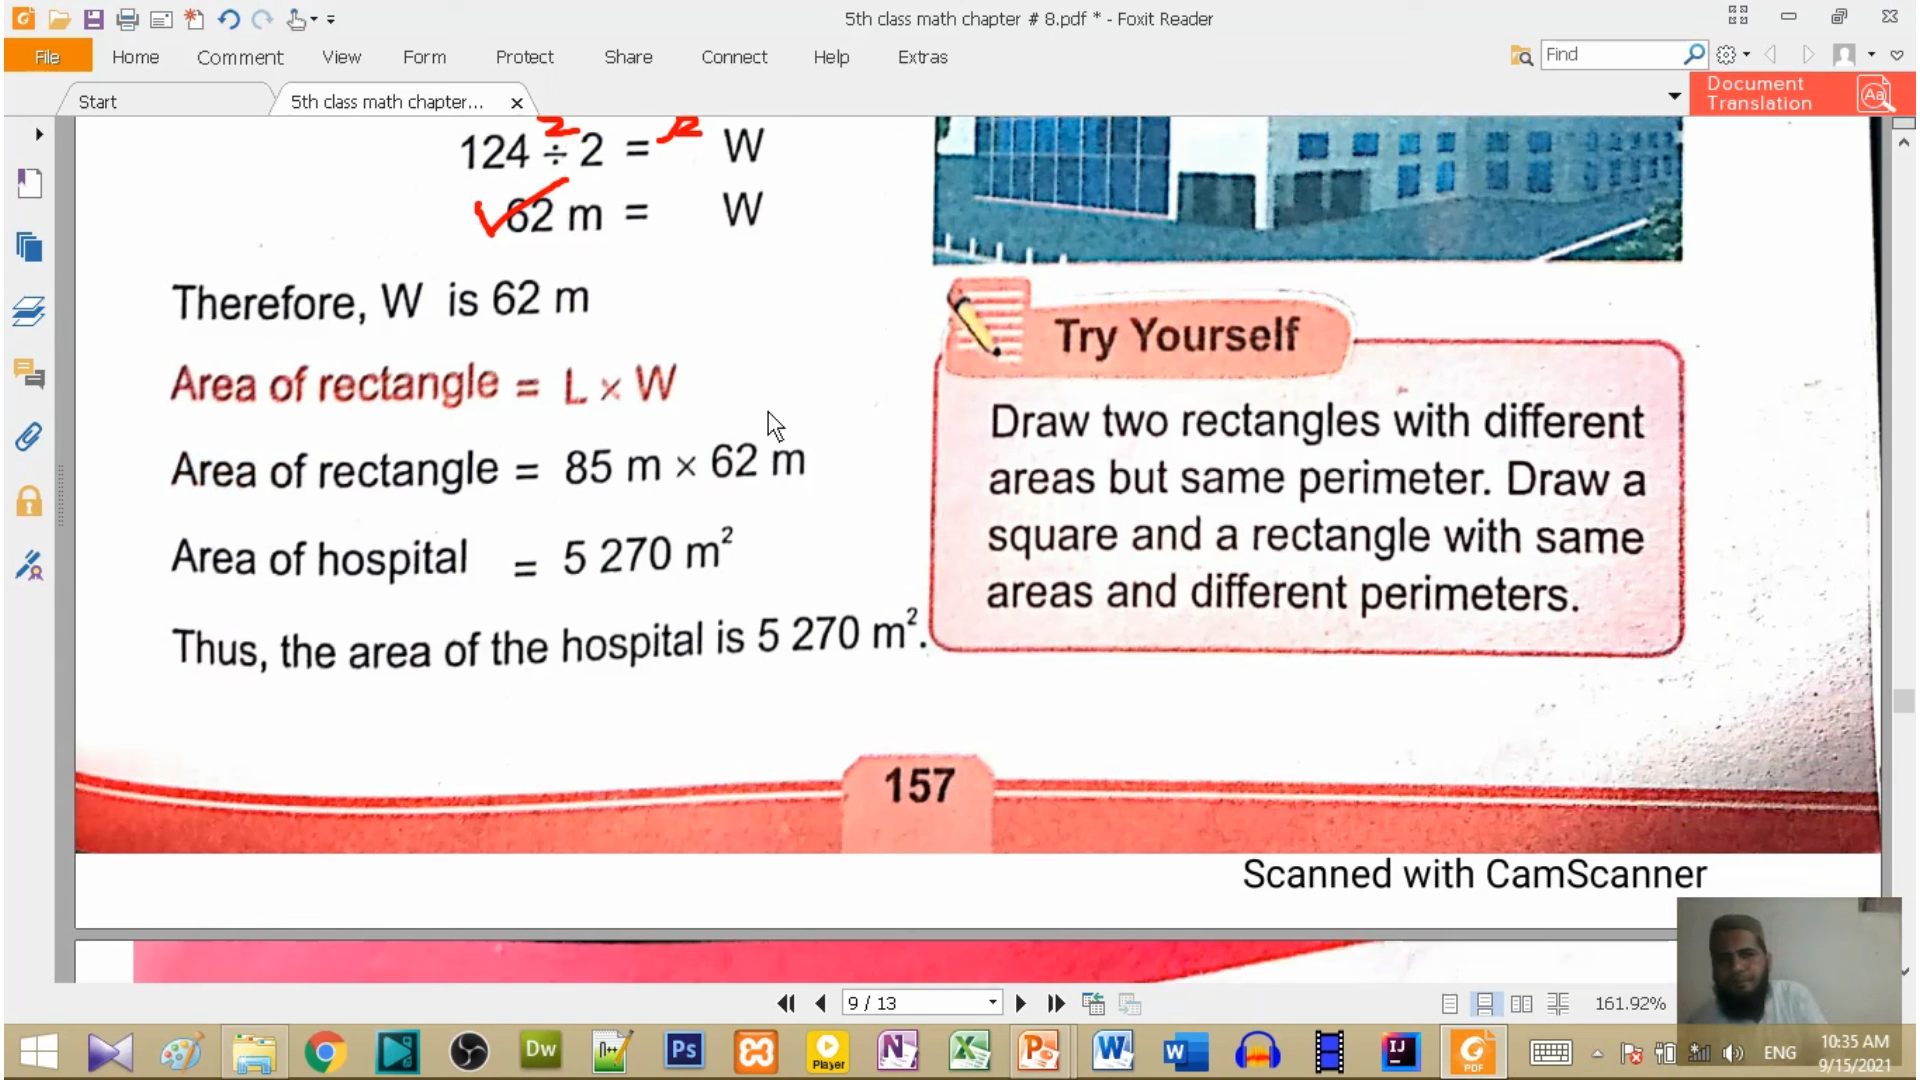 5th class math chapter # 8.pdf * - Foxit Reader
File Home Comment View Form Protect Share Connect Help Extras
Find
Start
5th class math chapter...
Document
Translation
124 ÷ 2 = W
62 m = W
Therefore, W is 62 m
Area of rectangle = L × W
Area of rectangle = 85 m × 62 m
Area of hospital = 5 270 m²
Thus, the area of the hospital is 5 270 m².
Try Yourself
Draw two rectangles with different
areas but same perimeter. Draw a
square and a rectangle with same
areas and different perimeters.
157
Scanned with CamScanner
9 / 13
161.92%
Dw
Ps
Player
ENG
10:35 AM
9/15/2021